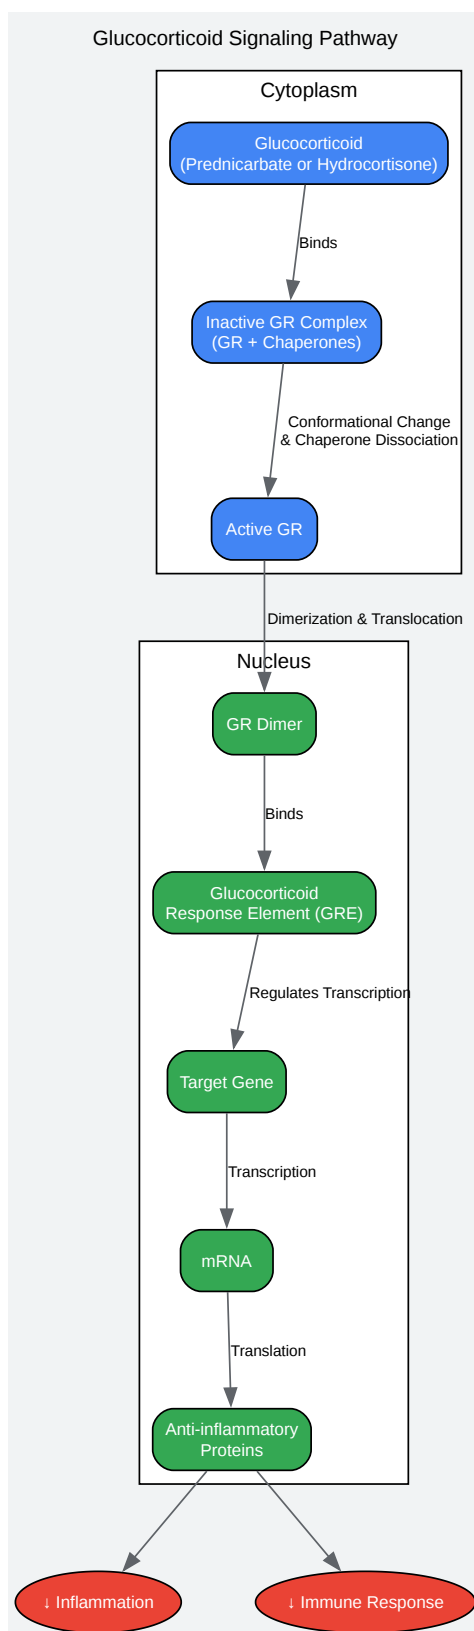 Glucocorticoid Signaling Pathway
Cytoplasm
Glucocorticoid
(Prednicarbate or Hydrocortisone)
Binds
Inactive GR Complex
(GR + Chaperones)
Conformational Change
& Chaperone Dissociation
Active GR
Dimerization & Translocation
Nucleus
GR Dimer
Binds
Glucocorticoid
Response Element (GRE)
Regulates Transcription
Target Gene
Transcription
mRNA
Translation
Anti-inflammatory
Proteins
↓ Inflammation
↓ Immune Response